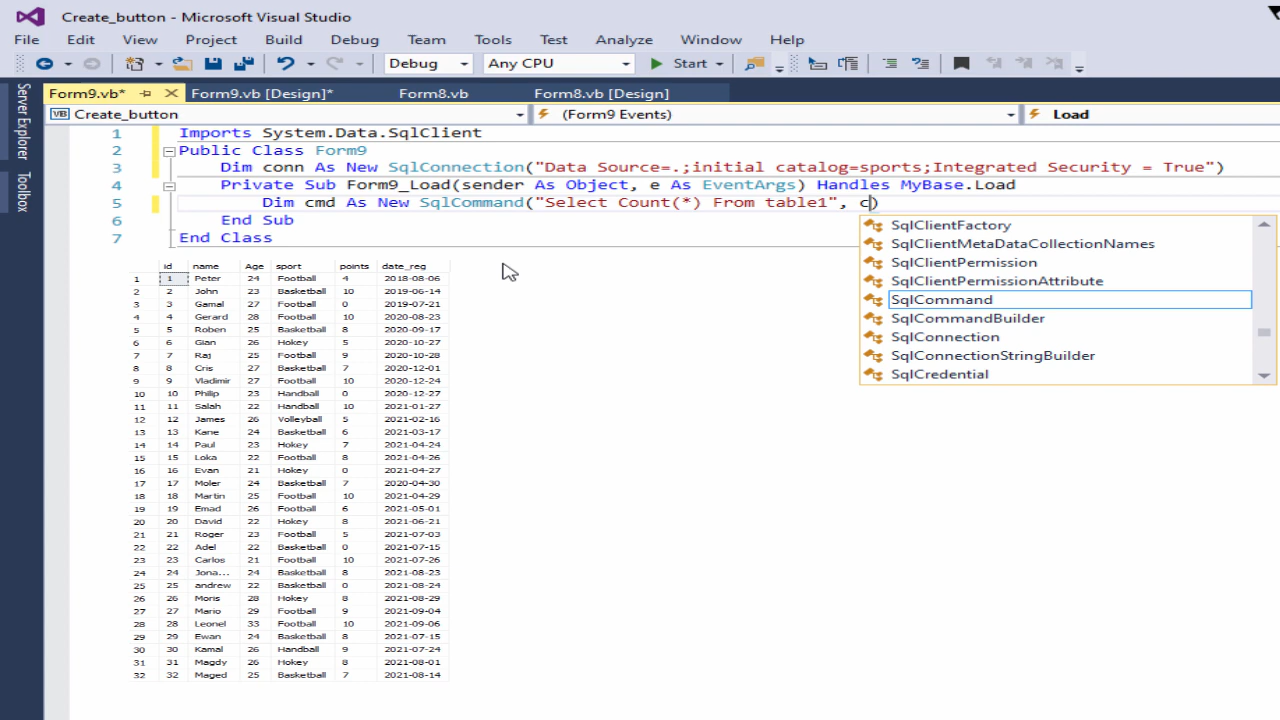 Create_button - Microsoft Visual Studio
File Edit View Project Build Debug Team Tools Test Analyze Window Help
Debug Any CPU Start
Server Explorer
Toolbox
Form9.vb* Form9.vb [Design]* Form8.vb Form8.vb [Design]
VB Create_button (Form9 Events) Load
1 Imports System.Data.SqlClient
2 Public Class Form9
3 Dim conn As New SqlConnection("Data Source=.;initial catalog=sports;Integrated Security = True")
4 Private Sub Form9_Load(sender As Object, e As EventArgs) Handles MyBase.Load
5 Dim cmd As New SqlCommand("Select Count(*) From table1", c)
6 End Sub
7 End Class
SqlClientFactory
SqlClientMetaDataCollectionNames
SqlClientPermission
SqlClientPermissionAttribute
SqlCommand
SqlCommandBuilder
SqlConnection
SqlConnectionStringBuilder
SqlCredential
id name Age sport points date_reg
1 1 Peter 24 Football 4 2018-08-06
2 2 John 23 Basketball 10 2019-06-14
3 3 Gamal 27 Football 0 2019-07-21
4 4 Gerard 28 Football 10 2020-08-23
5 5 Roben 25 Basketball 8 2020-09-17
6 6 Gian 26 Hokey 5 2020-10-27
7 7 Raj 25 Football 9 2020-10-28
8 8 Cris 27 Basketball 7 2020-12-01
9 9 Vladimir 27 Football 10 2020-12-24
10 10 Philip 23 Handball 0 2020-12-27
11 11 Salah 22 Handball 10 2021-01-27
12 12 James 26 Volleyball 5 2021-02-16
13 13 Kane 24 Basketball 6 2021-03-17
14 14 Paul 23 Hokey 7 2021-04-24
15 15 Loka 22 Football 8 2021-04-26
16 16 Evan 21 Hokey 0 2021-04-27
17 17 Moler 24 Basketball 7 2020-04-30
18 18 Martin 25 Football 10 2021-04-29
19 19 Emad 26 Football 6 2021-05-01
20 20 David 22 Hokey 8 2021-06-21
21 21 Roger 23 Football 5 2021-07-03
22 22 Adel 22 Basketball 0 2021-07-15
23 23 Carlos 21 Football 10 2021-07-26
24 24 Jona... 24 Basketball 8 2021-08-23
25 25 andrew 22 Basketball 0 2021-08-24
26 26 Moris 28 Hokey 8 2021-08-29
27 27 Mario 29 Football 9 2021-09-04
28 28 Leonel 33 Football 10 2021-09-06
29 29 Ewan 24 Basketball 8 2021-07-15
30 30 Kamal 26 Handball 9 2021-07-24
31 31 Magdy 26 Hokey 8 2021-08-01
32 32 Maged 25 Basketball 7 2021-08-14